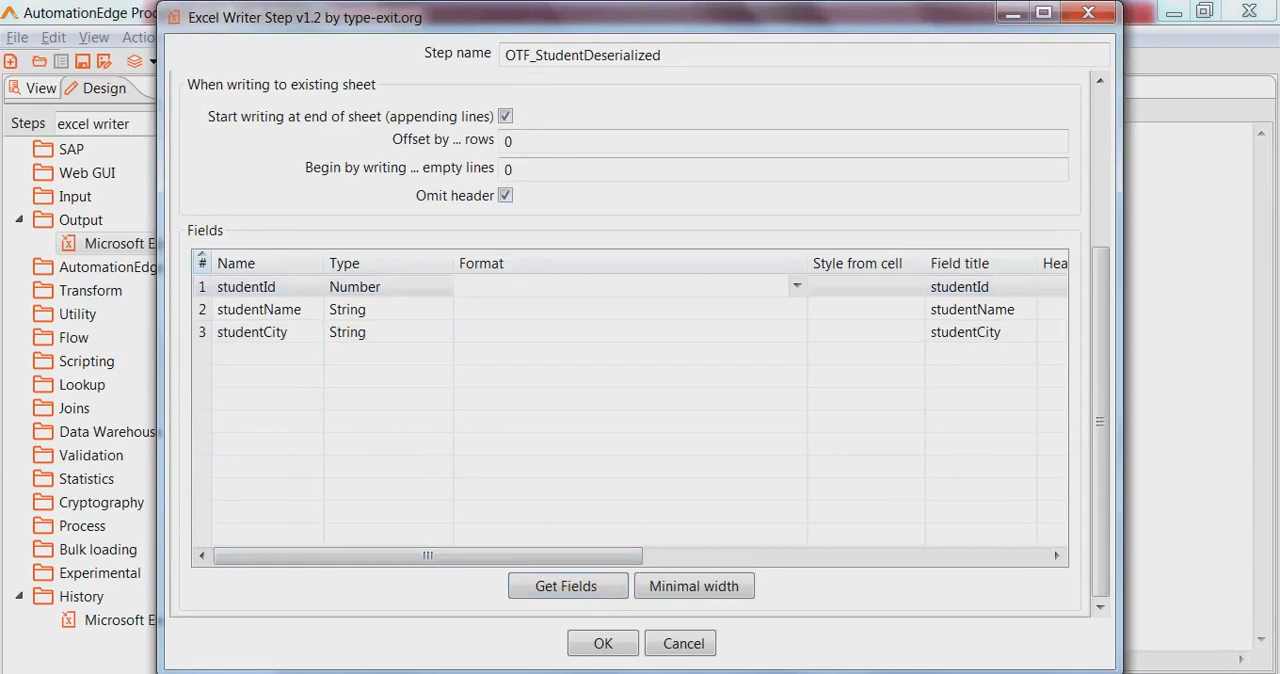 AutomationEdge Proc
Excel Writer Step v1.2 by type-exit.org
File Edit View Actio
Step name OTF_StudentDeserialized
View Design
When writing to existing sheet
Steps excel writer
Start writing at end of sheet (appending lines)
Offset by ... rows 0
Begin by writing ... empty lines 0
Omit header
SAP
Web GUI
Input
Output
Microsoft E
AutomationEdg
Transform
Utility
Flow
Scripting
Lookup
Joins
Data Warehous
Validation
Statistics
Cryptography
Process
Bulk loading
Experimental
History
Microsoft E
Fields
# Name Type Format Style from cell Field title Hea
1 studentId Number studentId
2 studentName String studentName
3 studentCity String studentCity
Get Fields Minimal width
OK Cancel